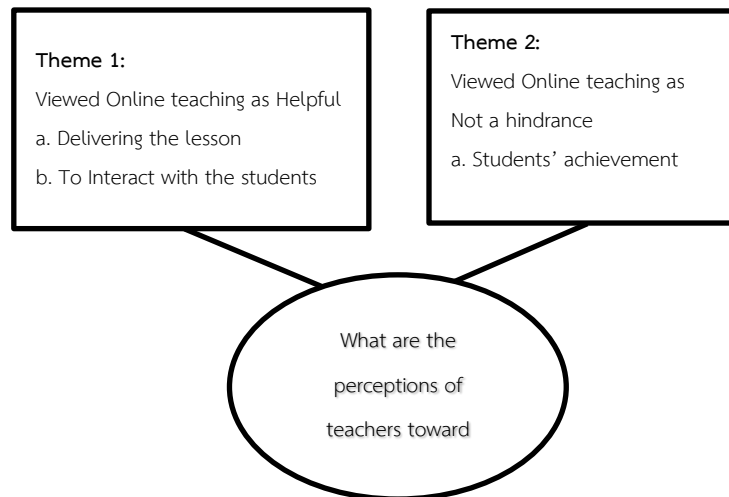 Theme 1:
Viewed Online teaching as Helpful
a. Delivering the lesson
b. To Interact with the students
Theme 2:
Viewed Online teaching as
Not a hindrance
a. Students' achievement
What are the
perceptions of
teachers toward